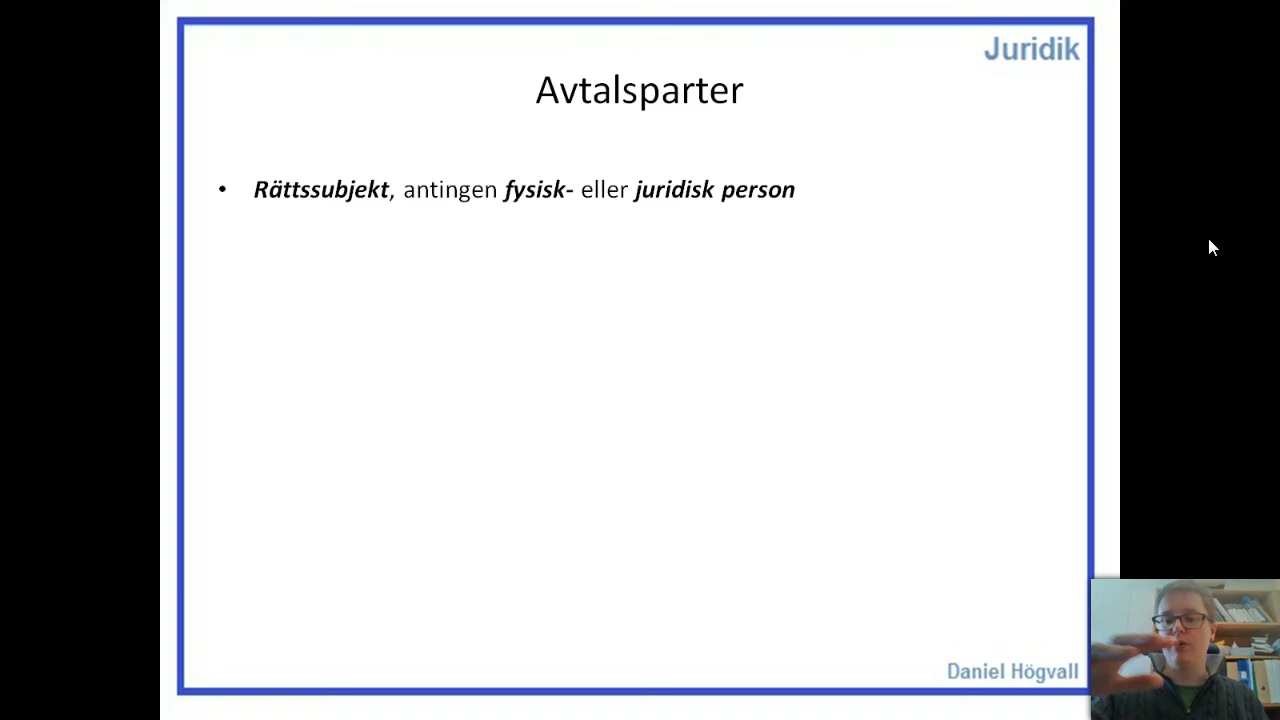 Juridik
Avtalsparter
• Rättssubjekt, antingen fysisk- eller juridisk person
Daniel Högvall